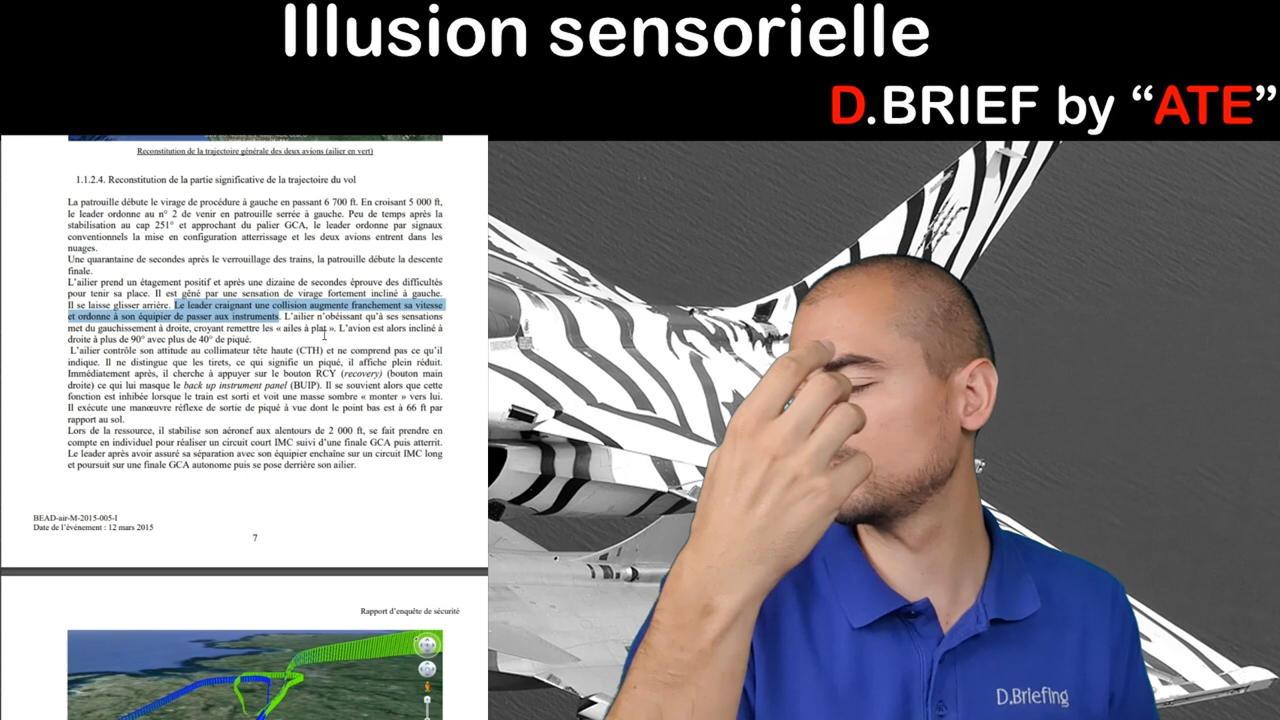 Illusion sensorielle
D.BRIEF by “ATE”
Reconstitution de la trajectoire générale des deux avions (ailier en vert)
1.1.2.4. Reconstitution de la partie significative de la trajectoire du vol
La patrouille débute le virage de procédure à gauche en passant 6 700 ft. En croisant 5 000 ft,
le leader ordonne au n° 2 de venir en patrouille serrée à gauche. Peu de temps après la
stabilisation au cap 251° et approchant du palier GCA, le leader ordonne par signaux
conventionnels la mise en configuration atterrissage et les deux avions entrent dans les
nuages.
Une quarantaine de secondes après le verrouillage des trains, la patrouille débute la descente
finale.
L’ailier prend un étagement positif et après une dizaine de secondes éprouve des difficultés
pour tenir sa place. Il est gêné par une sensation de virage fortement incliné à gauche.
Il se laisse glisser arrière. Le leader craignant une collision augmente franchement sa vitesse
et ordonne à son équipier de passer aux instruments. L’ailier n’obéissant qu’à ses sensations
met du gauchissement à droite, croyant remettre les « ailes à plat ». L’avion est alors incliné à
droite à plus de 90° avec plus de 40° de piqué.
L’ailier contrôle son attitude au collimateur tête haute (CTH) et ne comprend pas ce qu’il
indique. Il ne distingue que les tirets, ce qui signifie un piqué, il affiche plein réduit.
Immédiatement après, il cherche à appuyer sur le bouton RCY (recovery) (bouton main
droite) ce qui lui masque le back up instrument panel (BUIP). Il se souvient alors que cette
fonction est inhibée lorsque le train est sorti et voit une masse sombre « monter » vers lui.
Il exécute une manœuvre réflexe de sortie de piqué à vue dont le point bas est à 66 ft par
rapport au sol.
Lors de la ressource, il stabilise son aéronef aux alentours de 2 000 ft, se fait prendre en
compte en individuel pour réaliser un circuit court IMC suivi d’une finale GCA puis atterrit.
Le leader après avoir assuré sa séparation avec son équipier enchaîne sur un circuit IMC long
et poursuit sur une finale GCA autonome puis se pose derrière son ailier.
BEAD-air-M-2015-005-I
Date de l’événement : 12 mars 2015
7
Rapport d’enquête de sécurité
D.Briefing